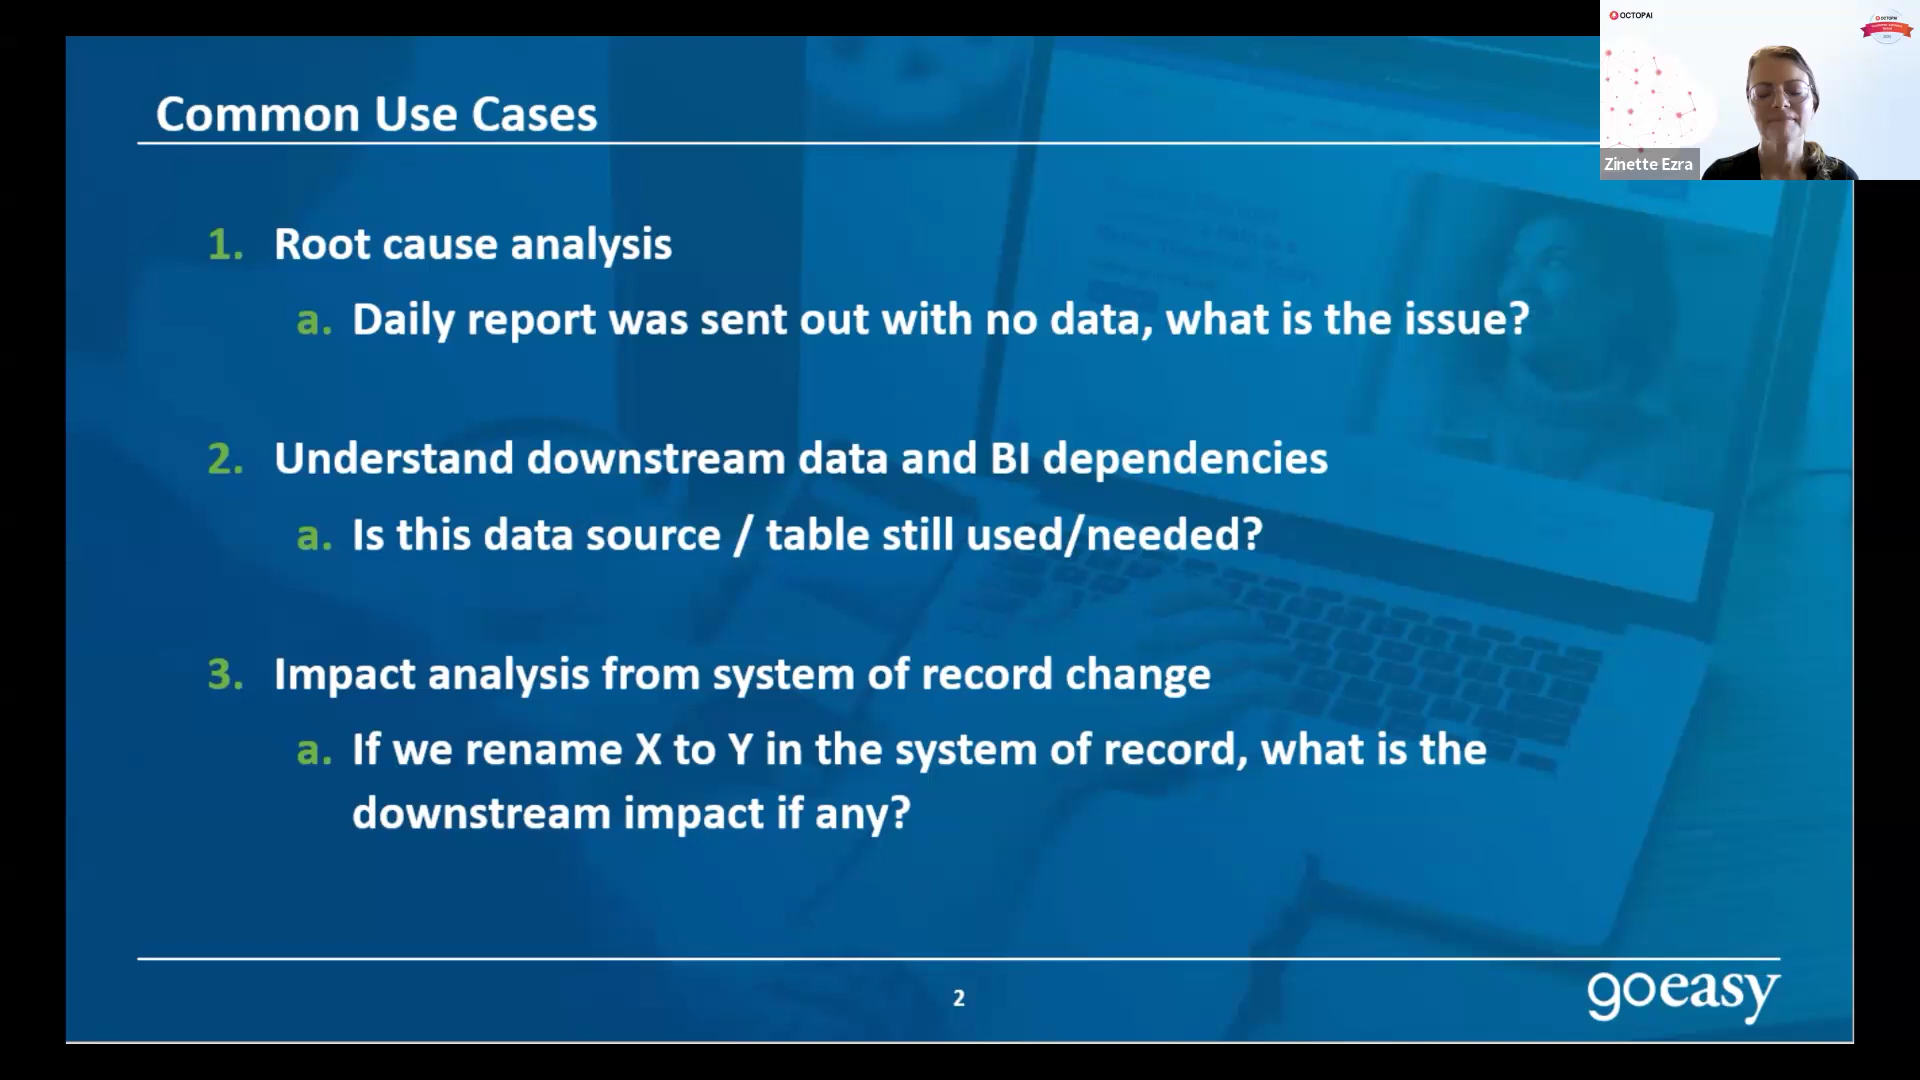 OCTOPAI
OCTOPAI
Zinette Ezra
Common Use Cases
1. Root cause analysis
a. Daily report was sent out with no data, what is the issue?
2. Understand downstream data and BI dependencies
a. Is this data source / table still used/needed?
3. Impact analysis from system of record change
a. If we rename X to Y in the system of record, what is the
downstream impact if any?
2
goeasy